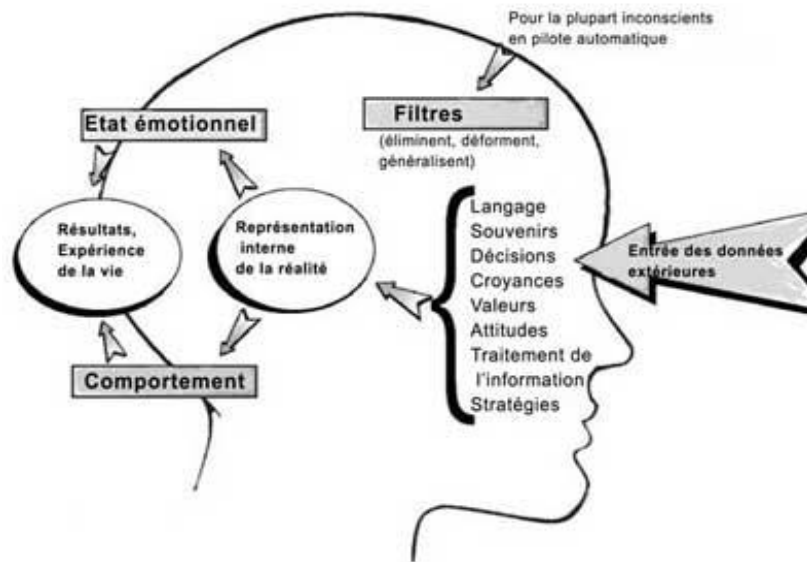 Pour la plupart inconscients
en pilote automatique
Etat émotionnel
Filtres
(éliminent, déforment,
généralisent)
Résultats,
Expérience
de la vie
Représentation
interne
de la réalité
Langage
Souvenirs
Décisions
Croyances
Valeurs
Attitudes
Traitement de
l'information
Stratégies
Entrée des données
extérieures
Comportement